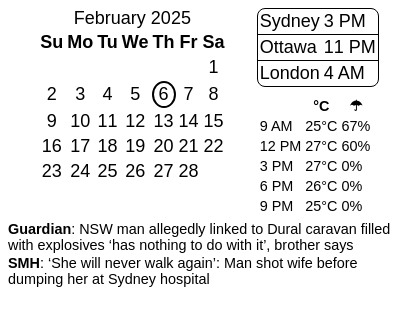 February 2025
Su Mo Tu We Th Fr Sa
1
2 3 4 5 6 7 8
9 10 11 12 13 14 15
16 17 18 19 20 21 22
23 24 25 26 27 28
Sydney 3 PM
Ottawa 11 PM
London 4 AM
°C ☂
9 AM 25°C 67%
12 PM 27°C 60%
3 PM 27°C 0%
6 PM 26°C 0%
9 PM 25°C 0%
Guardian: NSW man allegedly linked to Dural caravan filled
with explosives ‘has nothing to do with it’, brother says
SMH: ‘She will never walk again’: Man shot wife before
dumping her at Sydney hospital